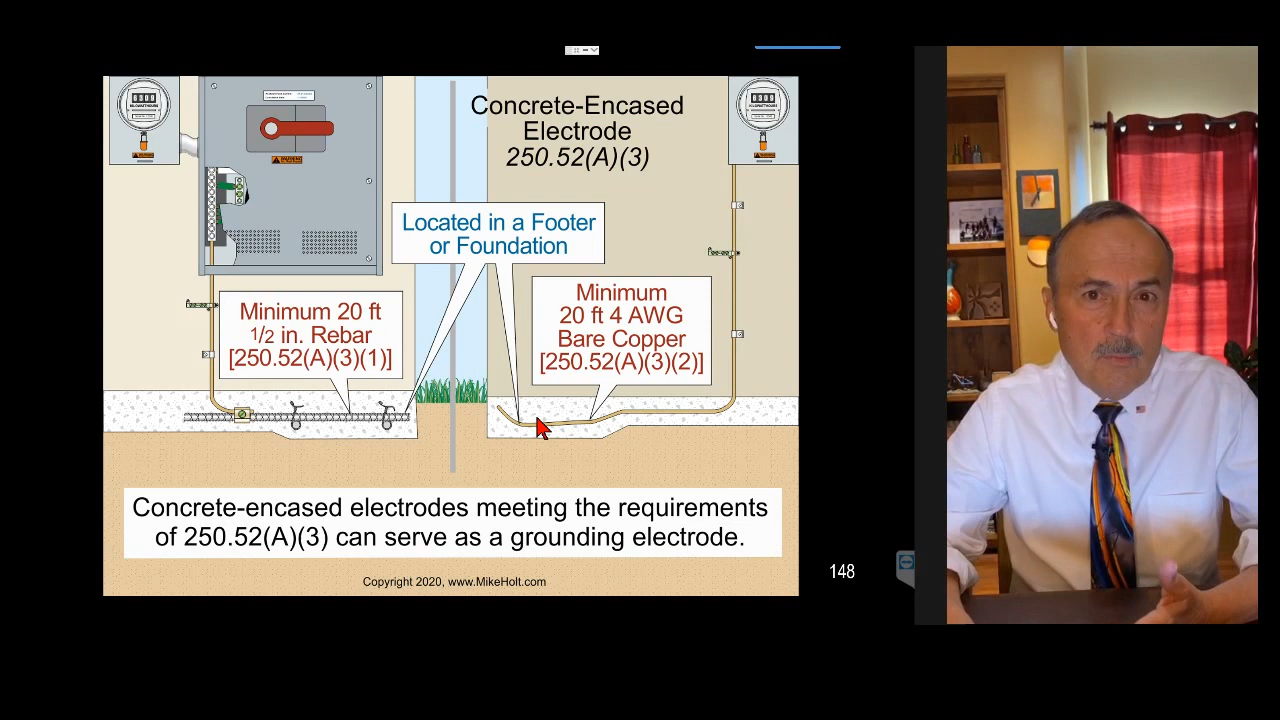 Concrete-Encased
Electrode
250.52(A)(3)
Located in a Footer
or Foundation
Minimum 20 ft
1/2 in. Rebar
[250.52(A)(3)(1)]
Minimum
20 ft 4 AWG
Bare Copper
[250.52(A)(3)(2)]
Concrete-encased electrodes meeting the requirements
of 250.52(A)(3) can serve as a grounding electrode.
Copyright 2020, www.MikeHolt.com
148